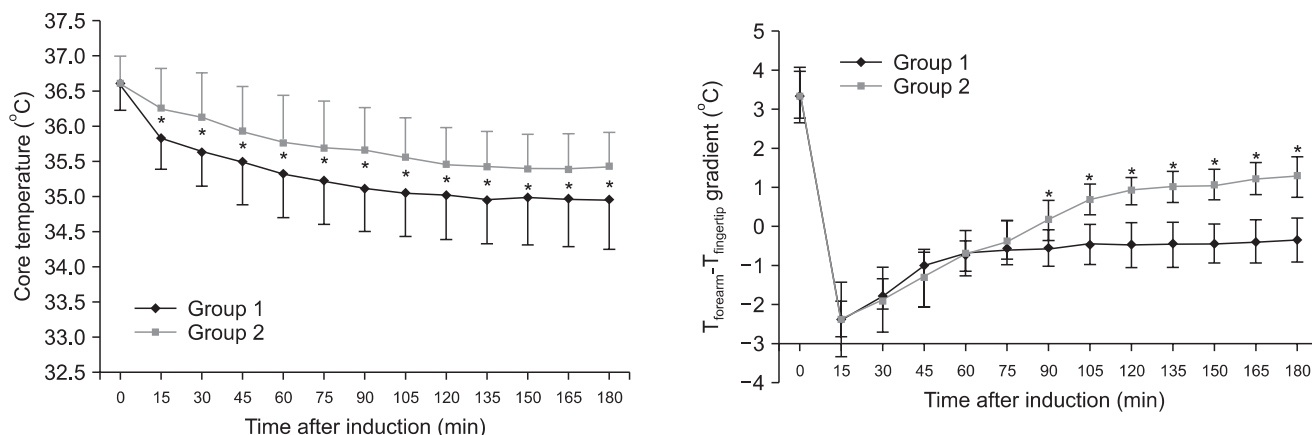 Core temperature (°C)
37.5
37.0
36.5
36.0
35.5
35.0
34.5
34.0
33.5
33.0
32.5
* * * * * * * * * * * *
Group 1
Group 2
0 15 30 45 60 75 90 105 120 135 150 165 180
Time after induction (min)
Tforearm-Tfingertip gradient (°C)
5
4
3
2
1
0
−1
−2
−3
−4
Group 1
Group 2
* * * * * * *
0 15 30 45 60 75 90 105 120 135 150 165 180
Time after induction (min)